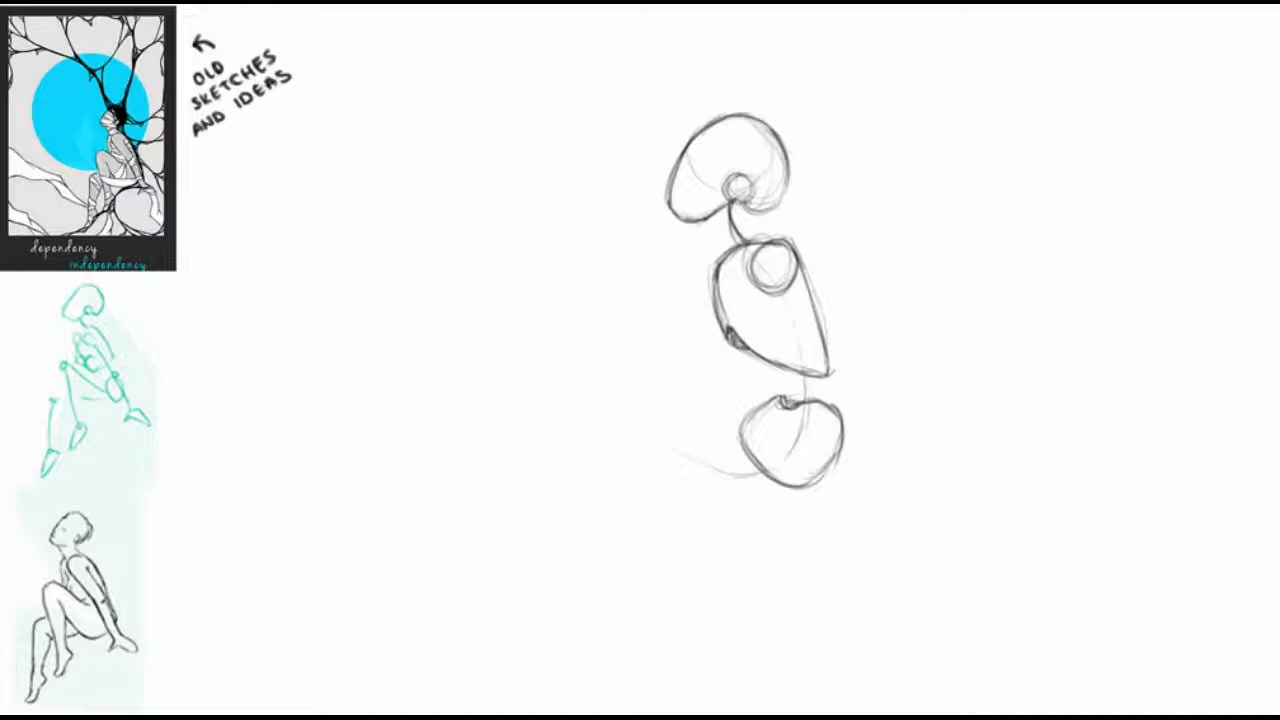 OLD
SKETCHES
AND IDEAS
dependency
independency